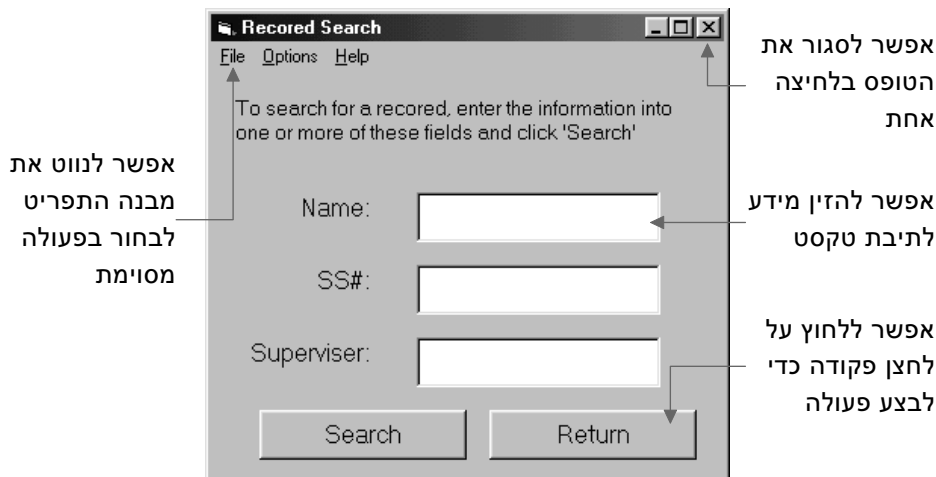 Recored Search
File Options Help
To search for a recored, enter the information into
one or more of these fields and click 'Search'
Name:
SS#:
Superviser:
Search Return
אפשר לסגור את
הטופס בלחיצה
אחת
אפשר לנווט את
מבנה התפריט
לבחור בפעולה
מסוימת
אפשר להזין מידע
לתיבת טקסט
אפשר ללחוץ על
לחצן פקודה כדי
לבצע פעולה